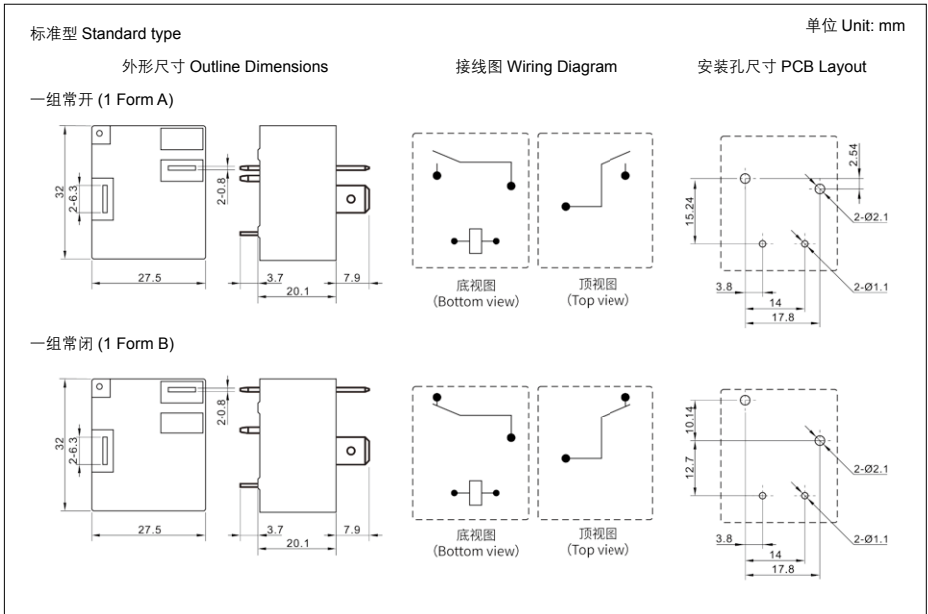 标准型 Standard type
单位 Unit: mm
外形尺寸 Outline Dimensions
接线图 Wiring Diagram
安装孔尺寸 PCB Layout
一组常开 (1 Form A)
32
2-6.3
27.5
2-0.8
3.7
7.9
20.1
底视图
(Bottom view)
顶视图
(Top view)
2.54
15.24
2-Ø2.1
2-Ø1.1
3.8
14
17.8
一组常闭 (1 Form B)
32
2-6.3
27.5
2-0.8
3.7
7.9
20.1
底视图
(Bottom view)
顶视图
(Top view)
10.14
12.7
2-Ø2.1
2-Ø1.1
3.8
14
17.8